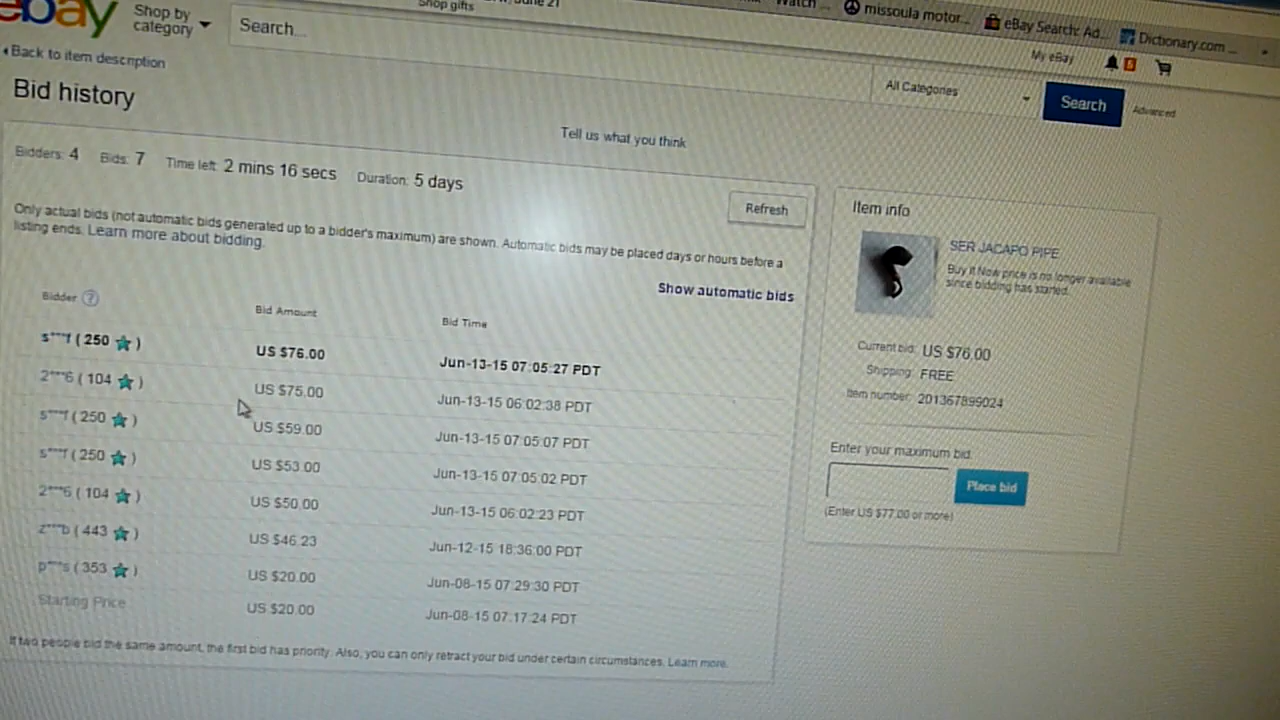 ebay
Shop by
category
Search...
Shop gifts
missoula motor...
eBay Search: Ad...
Dictionary.com ...
My eBay
Back to item description
All Categories
Search
Advanced
Bid history
Tell us what you think
Bidders: 4 Bids: 7 Time left: 2 mins 16 secs Duration: 5 days
Refresh
Only actual bids (not automatic bids generated up to a bidder's maximum) are shown. Automatic bids may be placed days or hours before a
listing ends. Learn more about bidding.
Show automatic bids
Bidder ? Bid Amount Bid Time
s***f ( 250 ) US $76.00 Jun-13-15 07:05:27 PDT
2***6 ( 104 ) US $75.00 Jun-13-15 06:02:38 PDT
s***f ( 250 ) US $59.00 Jun-13-15 07:05:07 PDT
s***f ( 250 ) US $53.00 Jun-13-15 07:05:02 PDT
2***6 ( 104 ) US $50.00 Jun-13-15 06:02:23 PDT
z***b ( 443 ) US $46.23 Jun-12-15 18:36:00 PDT
p***s ( 353 ) US $20.00 Jun-08-15 07:29:30 PDT
Starting Price US $20.00 Jun-08-15 07:17:24 PDT
If two people bid the same amount, the first bid has priority. Also, you can only retract your bid under certain circumstances. Learn more.
Item info
SER JACAPO PIPE
Buy It Now price is no longer available
since bidding has started.
Current bid: US $76.00
Shipping: FREE
Item number: 201367899024
Enter your maximum bid
Place bid
(Enter US $77.00 or more)